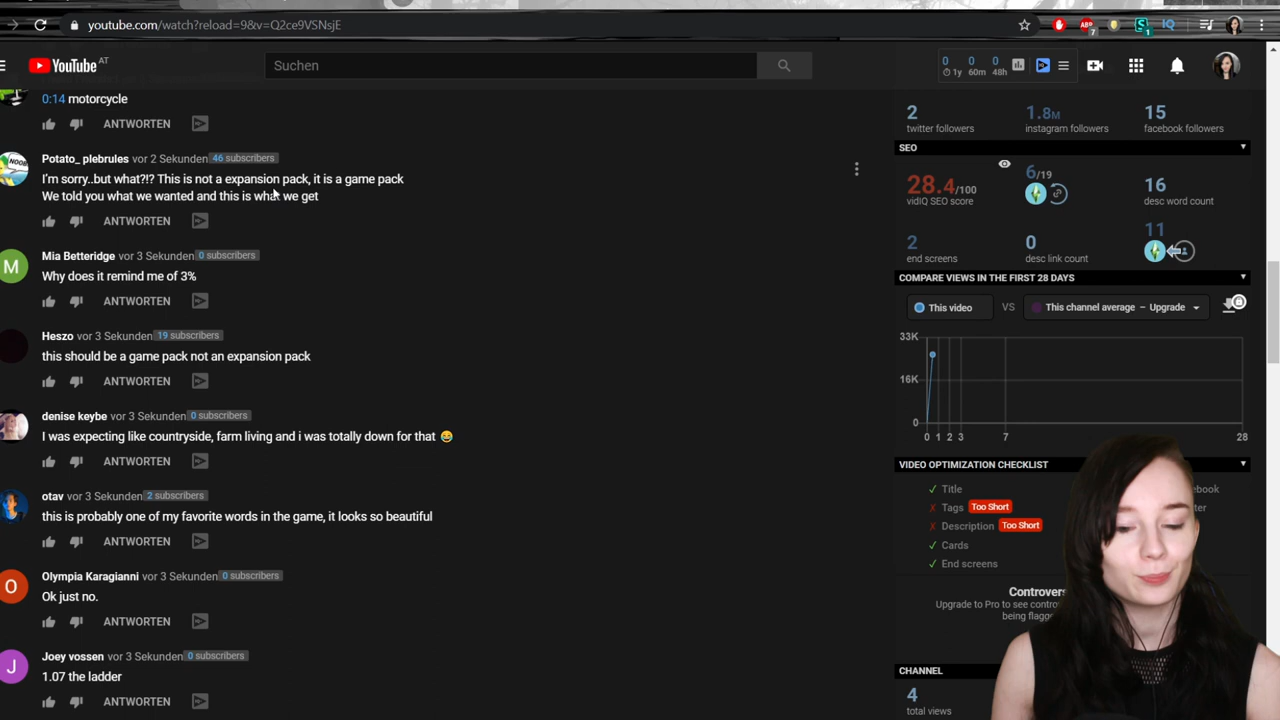 youtube.com/watch?reload=9&v=Q2ce9VSNsjE
ABP
7
1
IQ
YouTube AT
Suchen
0 0 0
1y 60m 48h
0:14 motorcycle
ANTWORTEN
NOOB
Potato_ plebrules vor 2 Sekunden 46 subscribers
I'm sorry..but what?!? This is not a expansion pack, it is a game pack
We told you what we wanted and this is what we get
ANTWORTEN
M
Mia Betteridge vor 3 Sekunden 0 subscribers
Why does it remind me of 3%
ANTWORTEN
Heszo vor 3 Sekunden 19 subscribers
this should be a game pack not an expansion pack
ANTWORTEN
denise keybe vor 3 Sekunden 0 subscribers
I was expecting like countryside, farm living and i was totally down for that 😂
ANTWORTEN
otav vor 3 Sekunden 2 subscribers
this is probably one of my favorite words in the game, it looks so beautiful
ANTWORTEN
O
Olympia Karagianni vor 3 Sekunden 0 subscribers
Ok just no.
ANTWORTEN
J
Joey vossen vor 3 Sekunden 0 subscribers
1.07 the ladder
ANTWORTEN
2 1.8M 15
twitter followers instagram followers facebook followers
SEO
28.4/100 6/19 16
vidIQ SEO score desc word count
2 0 11
end screens desc link count
COMPARE VIEWS IN THE FIRST 28 DAYS
This video VS This channel average – Upgrade
33K
16K
0
0 1 2 3 7 28
VIDEO OPTIMIZATION CHECKLIST
✓ Title
✗ Tags Too Short
✗ Description Too Short
✓ Cards
✓ End screens
Controvers
Upgrade to Pro to see contro
being flagg
CHANNEL
4
total views